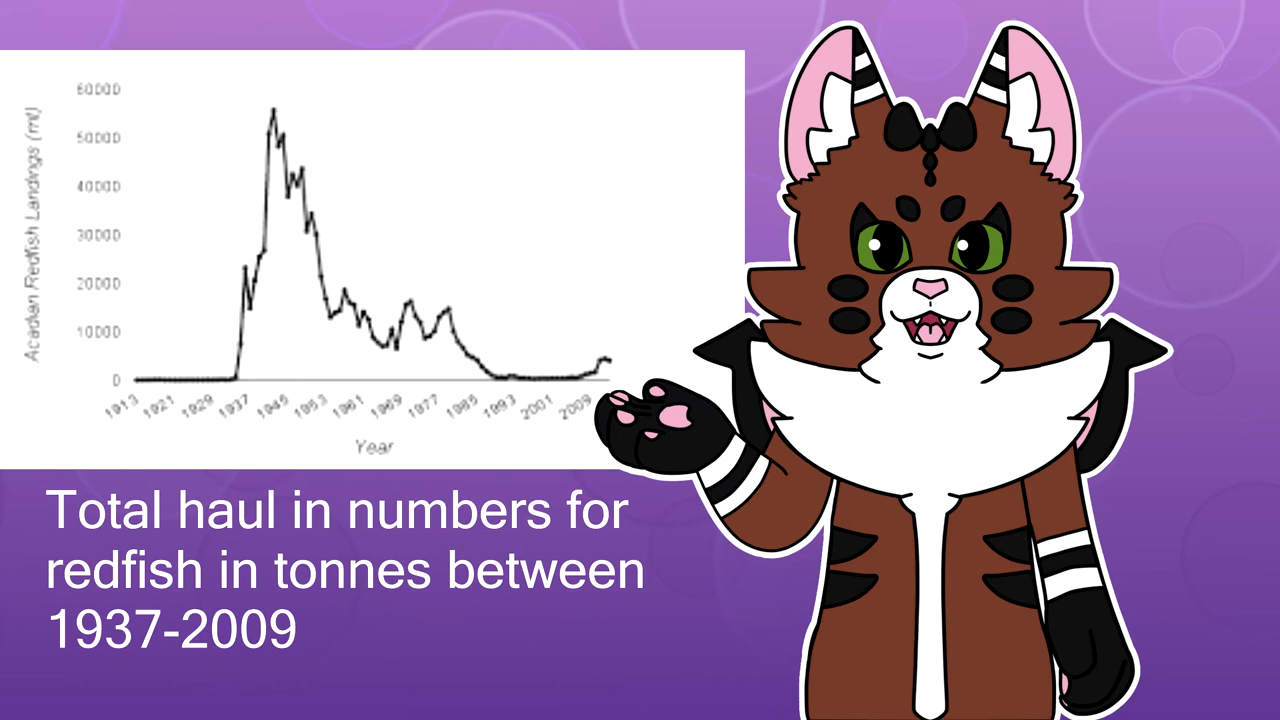 60000
50000
40000
30000
20000
10000
0
Acadian Redfish Landings (mt)
1913 1921 1929 1937 1945 1953 1961 1969 1977 1985 1993 2001 2009
Year
Total haul in numbers for
redfish in tonnes between
1937-2009